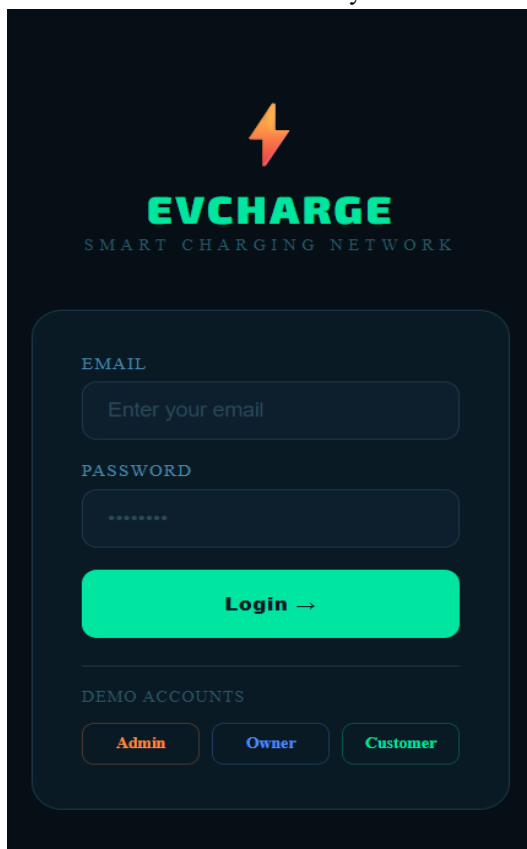 EVCHARGE
SMART CHARGING NETWORK
EMAIL
Enter your email
PASSWORD
••••••••
Login →
DEMO ACCOUNTS
Admin Owner Customer